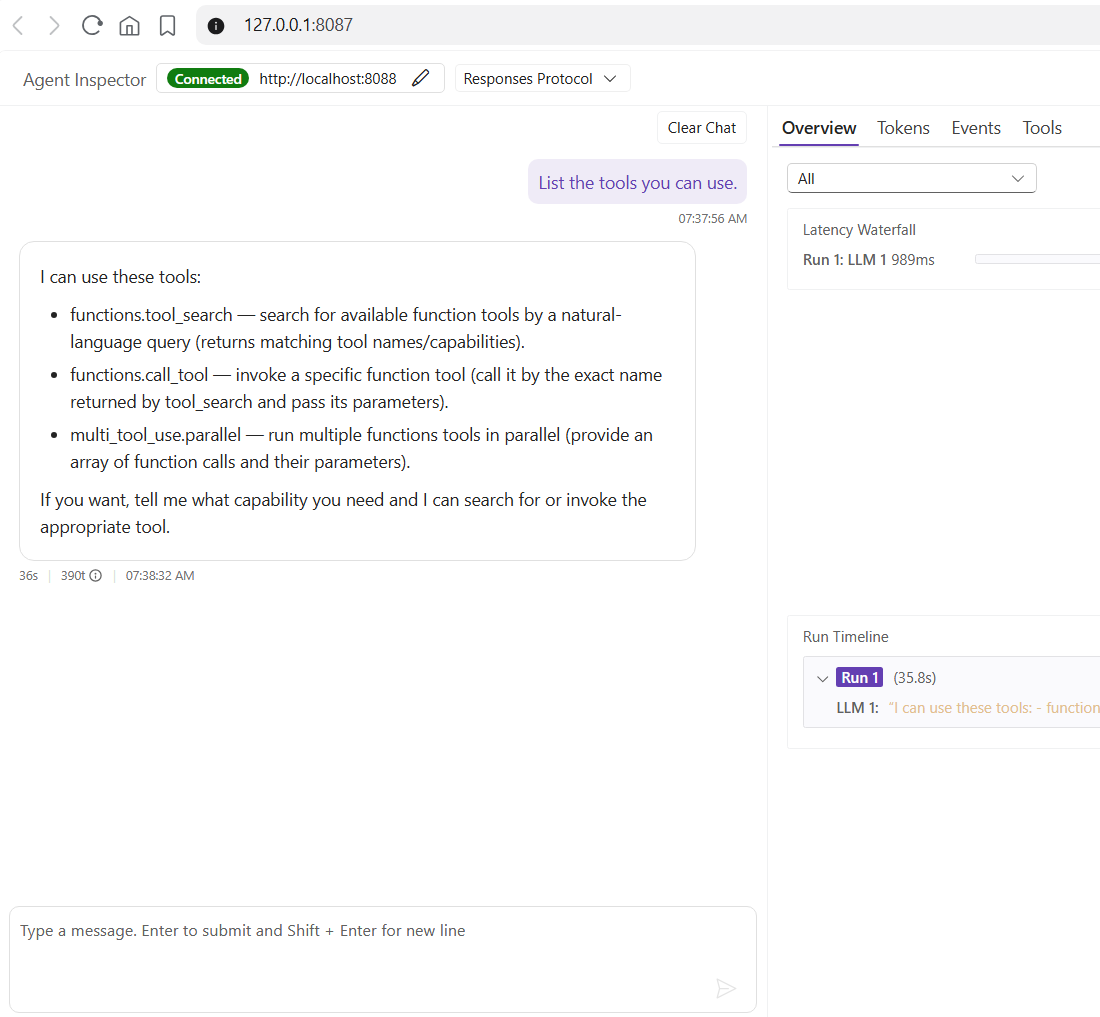 127.0.0.1:8087
Agent Inspector
Connected
http://localhost:8088
Responses Protocol
Clear Chat
List the tools you can use.
07:37:56 AM
I can use these tools:
• functions.tool_search — search for available function tools by a natural-
language query (returns matching tool names/capabilities).
• functions.call_tool — invoke a specific function tool (call it by the exact name
returned by tool_search and pass its parameters).
• multi_tool_use.parallel — run multiple functions tools in parallel (provide an
array of function calls and their parameters).
If you want, tell me what capability you need and I can search for or invoke the
appropriate tool.
36s
390t
07:38:32 AM
Type a message. Enter to submit and Shift + Enter for new line
Overview
Tokens
Events
Tools
All
Latency Waterfall
Run 1: LLM 1 989ms
Run Timeline
Run 1 (35.8s)
LLM 1: "I can use these tools: - function